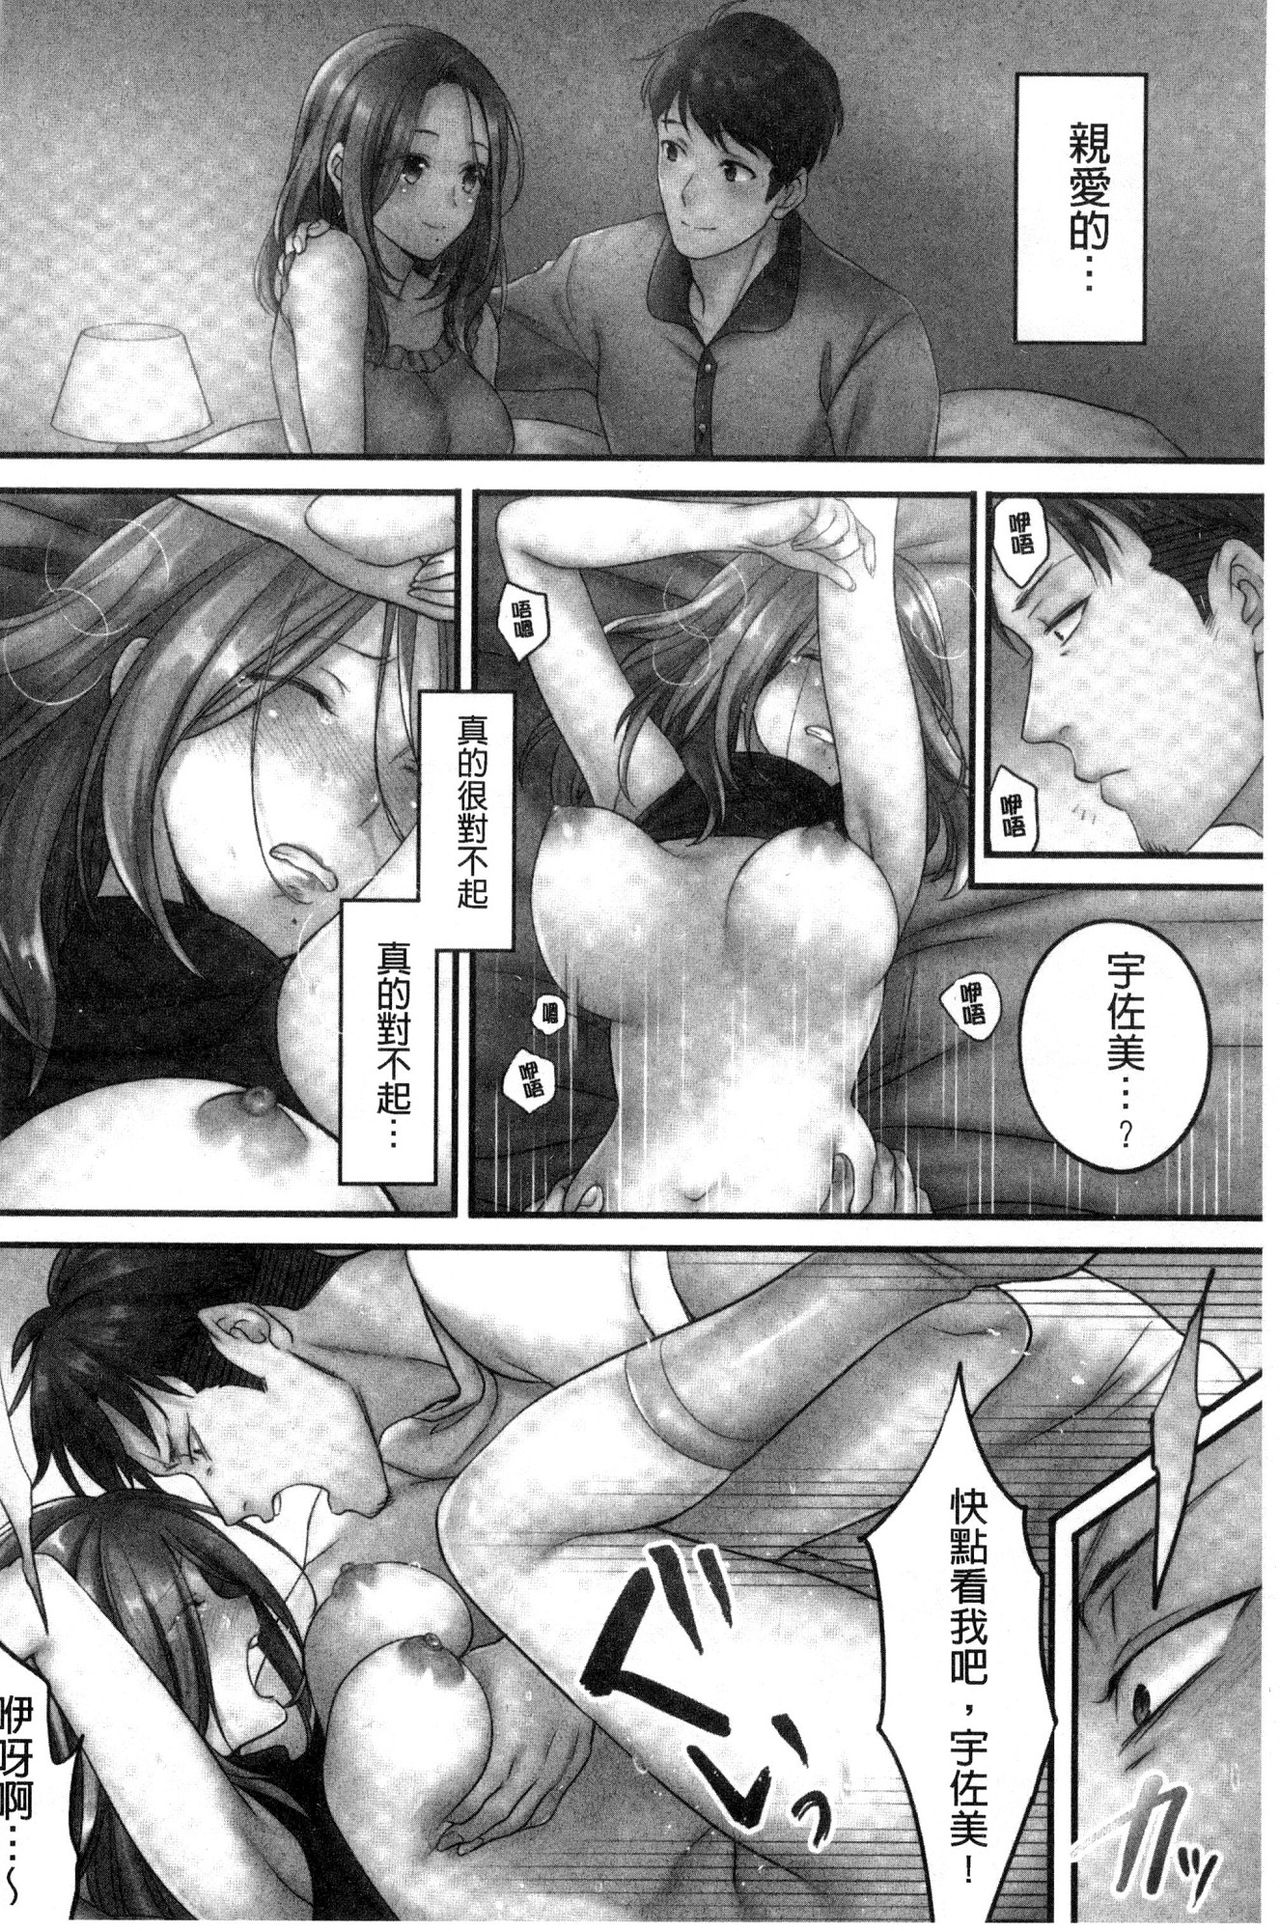 親愛的…
咿唔
咿唔
宇佐美…?
咿唔
唔嗯
嗯
咿唔
真的很對不起
真的對不起…
カッ
快點看我吧，宇佐美！
ぐいっ
咿呀啊…～